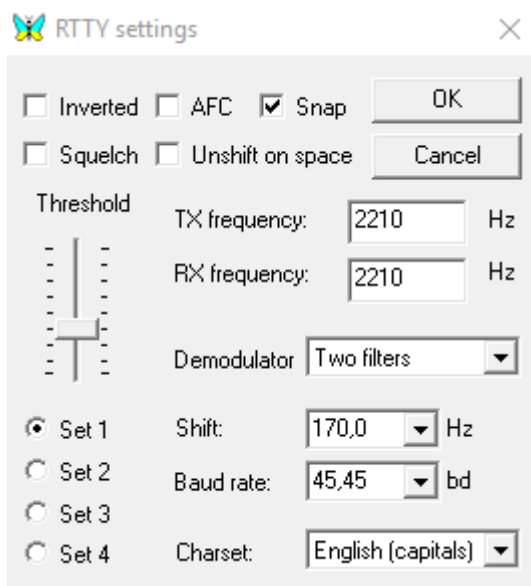 RTTY settings
Inverted AFC Snap OK
Squelch Unshift on space Cancel
Threshold
TX frequency: 2210 Hz
RX frequency: 2210 Hz
Demodulator Two filters
Set 1 Shift: 170,0 Hz
Set 2 Baud rate: 45,45 bd
Set 3
Set 4 Charset: English (capitals)